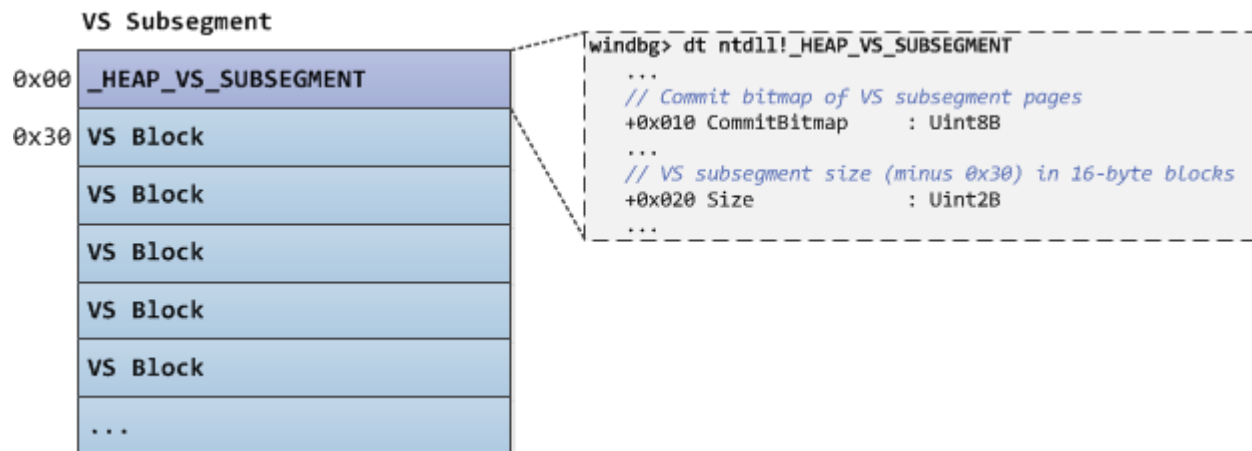 VS Subsegment
0x00 _HEAP_VS_SUBSEGMENT
0x30 VS Block
VS Block
VS Block
VS Block
VS Block
...
windbg> dt ntdll!_HEAP_VS_SUBSEGMENT
...
// Commit bitmap of VS subsegment pages
+0x010 CommitBitmap : Uint8B
...
// VS subsegment size (minus 0x30) in 16-byte blocks
+0x020 Size : Uint2B
...